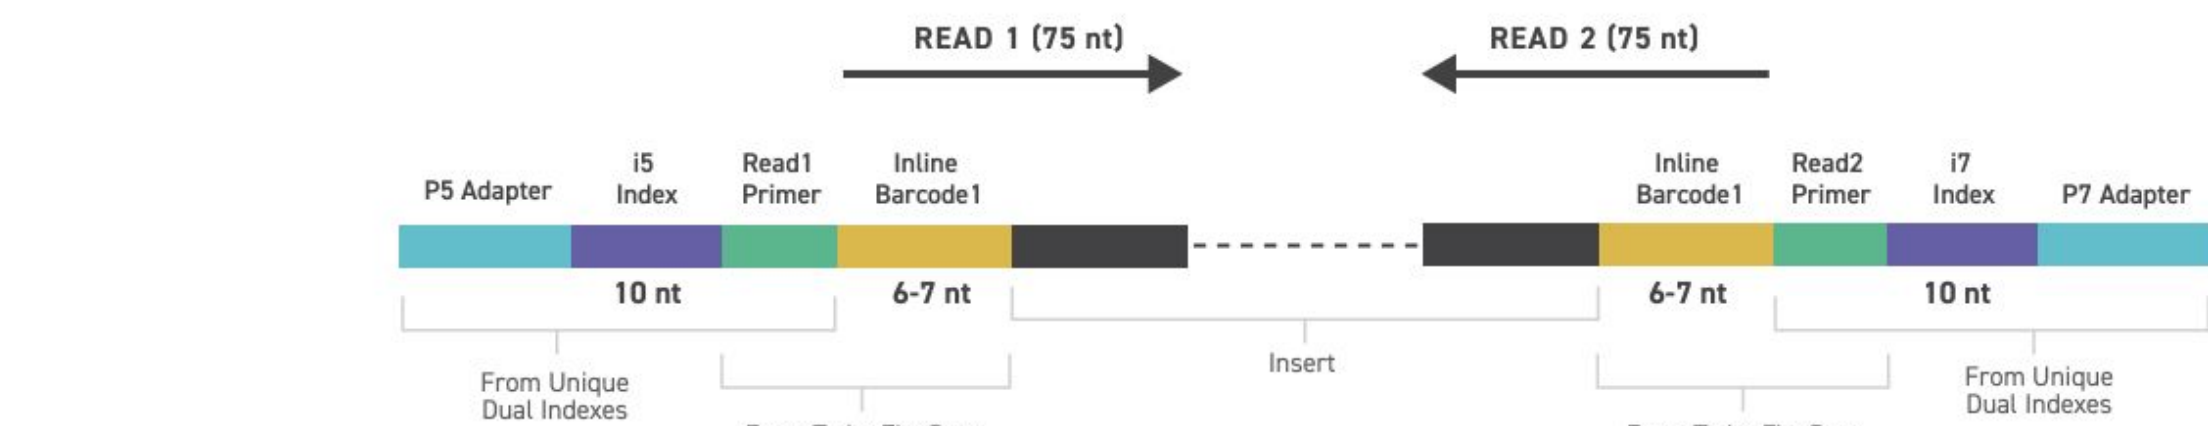 READ 1 (75 nt)
READ 2 (75 nt)
P5 Adapter
i5
Index
Read1
Primer
Inline
Barcode1
Inline
Barcode1
Read2
Primer
i7
Index
P7 Adapter
10 nt
6-7 nt
6-7 nt
10 nt
Insert
From Unique
Dual Indexes
From Unique
Dual Indexes